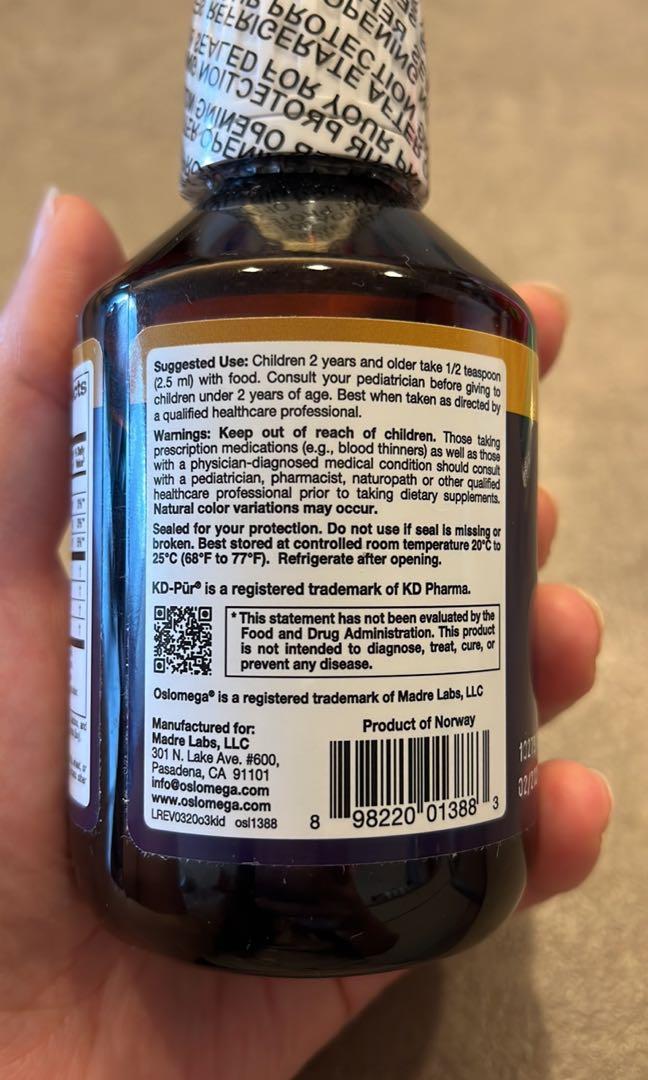 OPENING
REFRIGERATE AFTER
SEALED FOR YOUR PROTECTION
Suggested Use: Children 2 years and older take 1/2 teaspoon
(2.5 ml) with food. Consult your pediatrician before giving to
children under 2 years of age. Best when taken as directed by
a qualified healthcare professional.
Warnings: Keep out of reach of children. Those taking
prescription medications (e.g., blood thinners) as well as those
with a physician-diagnosed medical condition should consult
with a pediatrician, pharmacist, naturopath or other qualified
healthcare professional prior to taking dietary supplements.
Natural color variations may occur.
Sealed for your protection. Do not use if seal is missing or
broken. Best stored at controlled room temperature 20°C to
25°C (68°F to 77°F). Refrigerate after opening.
KD-Pür® is a registered trademark of KD Pharma.
*This statement has not been evaluated by the
Food and Drug Administration. This product
is not intended to diagnose, treat, cure, or
prevent any disease.
Oslomega® is a registered trademark of Madre Labs, LLC
Manufactured for:
Madre Labs, LLC
301 N. Lake Ave. #600,
Pasadena, CA 91101
info@oslomega.com
www.oslomega.com
LREV0320o3kid osl1388
Product of Norway
8 98220 01388 3